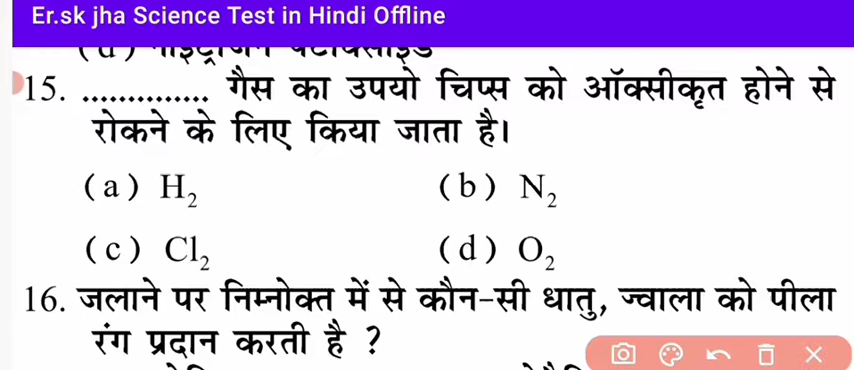 Er.sk jha Science Test in Hindi Offline
15. .............. गैस का उपयो चिप्स को ऑक्सीकृत होने से
रोकने के लिए किया जाता है।
(a) H₂ (b) N₂
(c) Cl₂ (d) O₂
16. जलाने पर निम्नोक्त में से कौन-सी धातु, ज्वाला को पीला
रंग प्रदान करती है ?